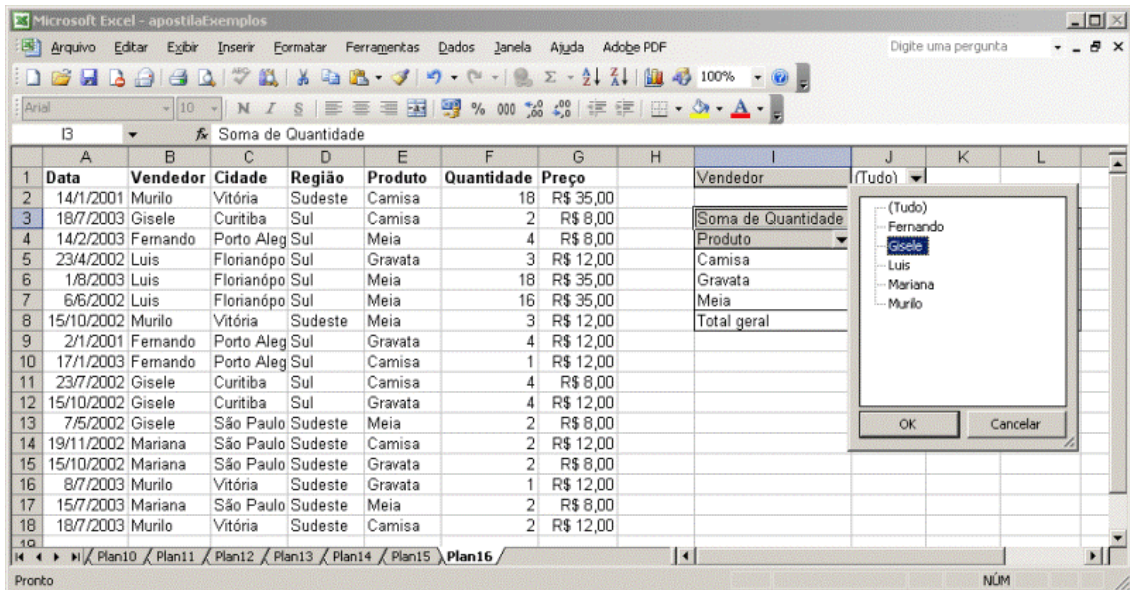 Microsoft Excel - apostilaExemplos
Arquivo Editar Exibir Inserir Formatar Ferramentas Dados Janela Ajuda Adobe PDF Digite uma pergunta
100%
Arial 10 N I S % 000
I3 fx Soma de Quantidade
A B C D E F G H I J K L
1 Data Vendedor Cidade Região Produto Quantidade Preço Vendedor (Tudo)
2 14/1/2001 Murilo Vitória Sudeste Camisa 18 R$ 35,00
3 18/7/2003 Gisele Curitiba Sul Camisa 2 R$ 8,00 Soma de Quantidade
4 14/2/2003 Fernando Porto Aleg Sul Meia 4 R$ 8,00 Produto
5 23/4/2002 Luis Florianópo Sul Gravata 3 R$ 12,00 Camisa
6 1/8/2003 Luis Florianópo Sul Meia 18 R$ 35,00 Gravata
7 6/6/2002 Luis Florianópo Sul Meia 16 R$ 35,00 Meia
8 15/10/2002 Murilo Vitória Sudeste Meia 3 R$ 12,00 Total geral
9 2/1/2001 Fernando Porto Aleg Sul Gravata 4 R$ 12,00
10 17/1/2003 Fernando Porto Aleg Sul Camisa 1 R$ 12,00
11 23/7/2002 Gisele Curitiba Sul Camisa 4 R$ 8,00
12 15/10/2002 Gisele Curitiba Sul Gravata 4 R$ 12,00
13 7/5/2002 Gisele São Paulo Sudeste Meia 2 R$ 8,00
14 19/11/2002 Mariana São Paulo Sudeste Camisa 2 R$ 12,00
15 15/10/2002 Mariana São Paulo Sudeste Gravata 2 R$ 8,00
16 8/7/2003 Murilo Vitória Sudeste Gravata 1 R$ 12,00
17 15/7/2003 Mariana São Paulo Sudeste Meia 2 R$ 8,00
18 18/7/2003 Murilo Vitória Sudeste Camisa 2 R$ 12,00
19
(Tudo)
Fernando
Gisele
Luis
Mariana
Murilo
OK Cancelar
Plan10 Plan11 Plan12 Plan13 Plan14 Plan15 Plan16
Pronto NÚM